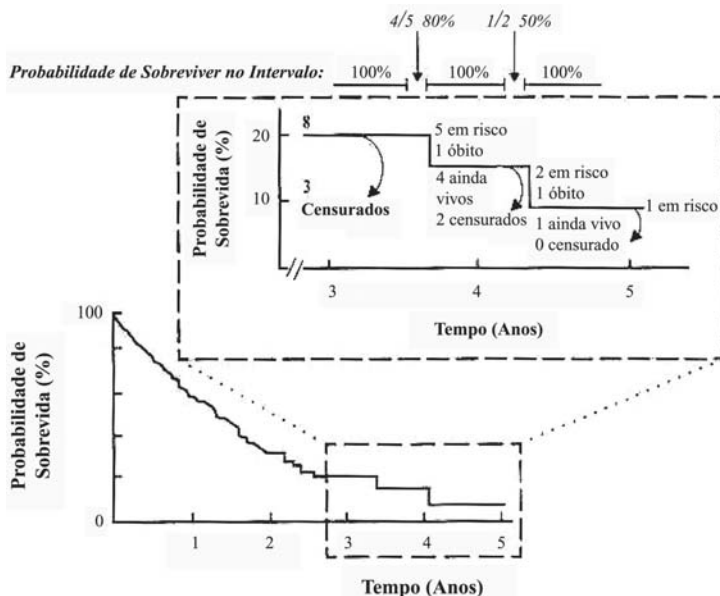 4/5 80% 1/2 50%
Probabilidade de Sobreviver no Intervalo: 100% 100% 100%
Probabilidade de
Sobrevida (%)
20
10
8
3
Censurados
5 em risco
1 óbito
4 ainda
vivos
2 censurados
2 em risco
1 óbito
1 ainda vivo
0 censurado
1 em risco
3 4 5
Tempo (Anos)
Probabilidade de
Sobrevida (%)
100
0
1 2 3 4 5
Tempo (Anos)